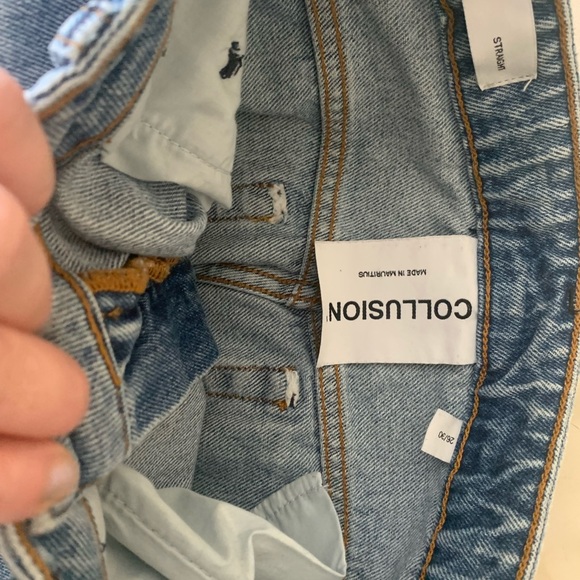 STRAIGHT
COLLUSION
MADE IN MAURITIUS
26/30